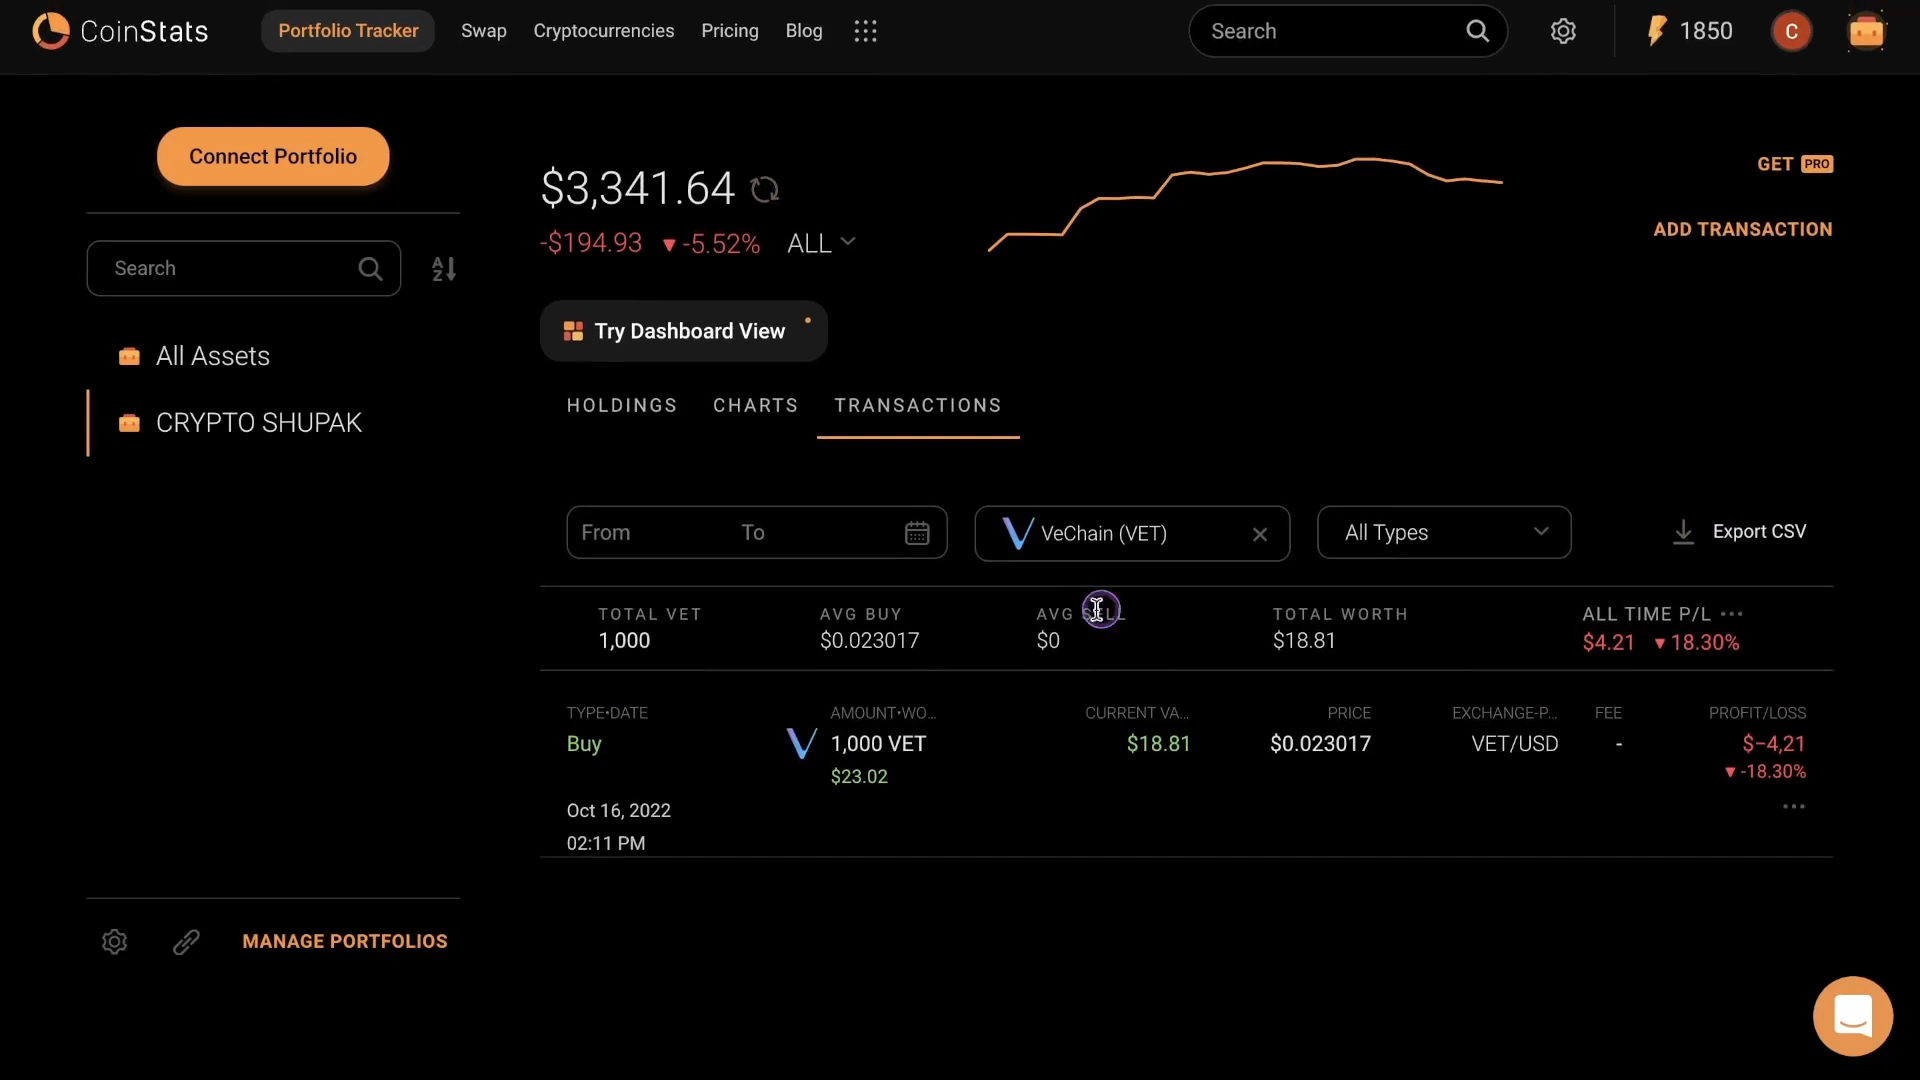 CoinStats
Portfolio Tracker
Swap
Cryptocurrencies
Pricing
Blog
Search
1850
C
Connect Portfolio
Search
A
Z
All Assets
CRYPTO SHUPAK
MANAGE PORTFOLIOS
$3,341.64
-$194.93 ▼ -5.52% ALL
GET PRO
ADD TRANSACTION
Try Dashboard View
HOLDINGS CHARTS TRANSACTIONS
From To
VeChain (VET)
All Types
Export CSV
TOTAL VET AVG BUY AVG SELL TOTAL WORTH ALL TIME P/L •••
1,000 $0.023017 $0 $18.81 $4.21 ▼ 18.30%
TYPE•DATE AMOUNT•WO... CURRENT VA... PRICE EXCHANGE-P... FEE PROFIT/LOSS
Buy 1,000 VET $18.81 $0.023017 VET/USD - $−4,21
$23.02 ▼ -18.30%
Oct 16, 2022 •••
02:11 PM